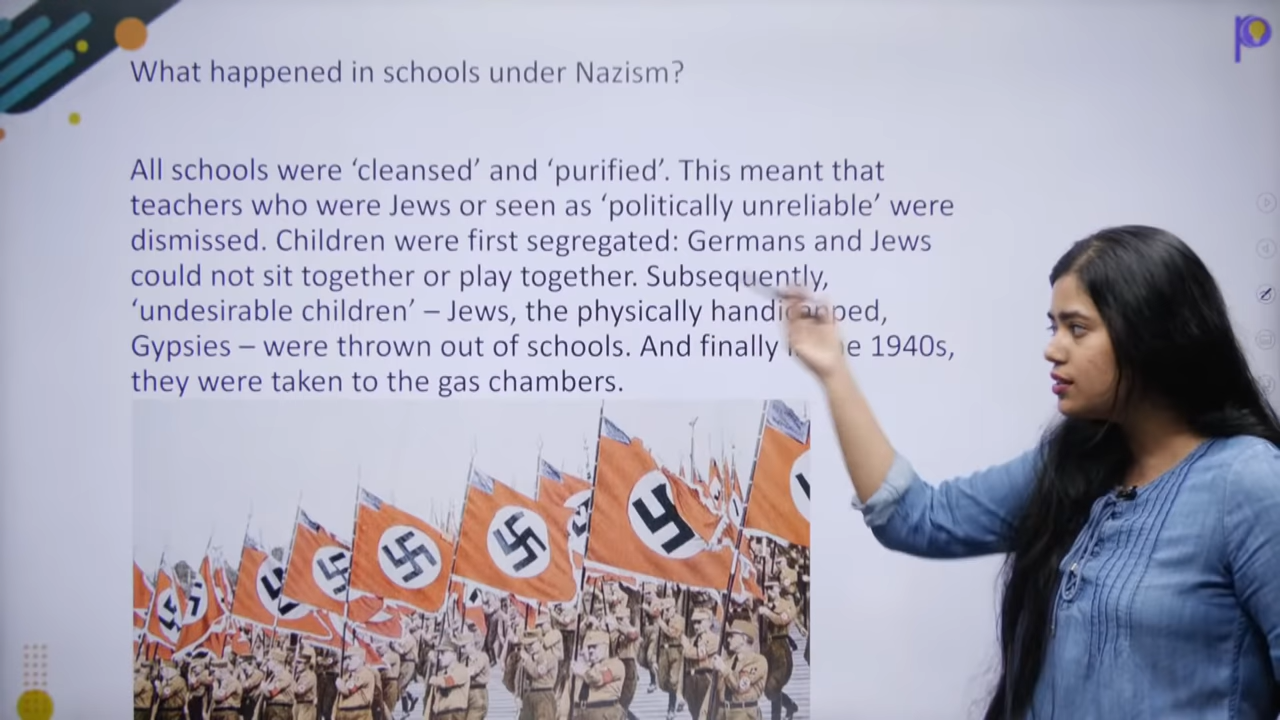 What happened in schools under Nazism?
All schools were ‘cleansed’ and ‘purified’. This meant that
teachers who were Jews or seen as ‘politically unreliable’ were
dismissed. Children were first segregated: Germans and Jews
could not sit together or play together. Subsequently,
‘undesirable children’ – Jews, the physically handicapped,
Gypsies – were thrown out of schools. And finally 1940s,
they were taken to the gas chambers.